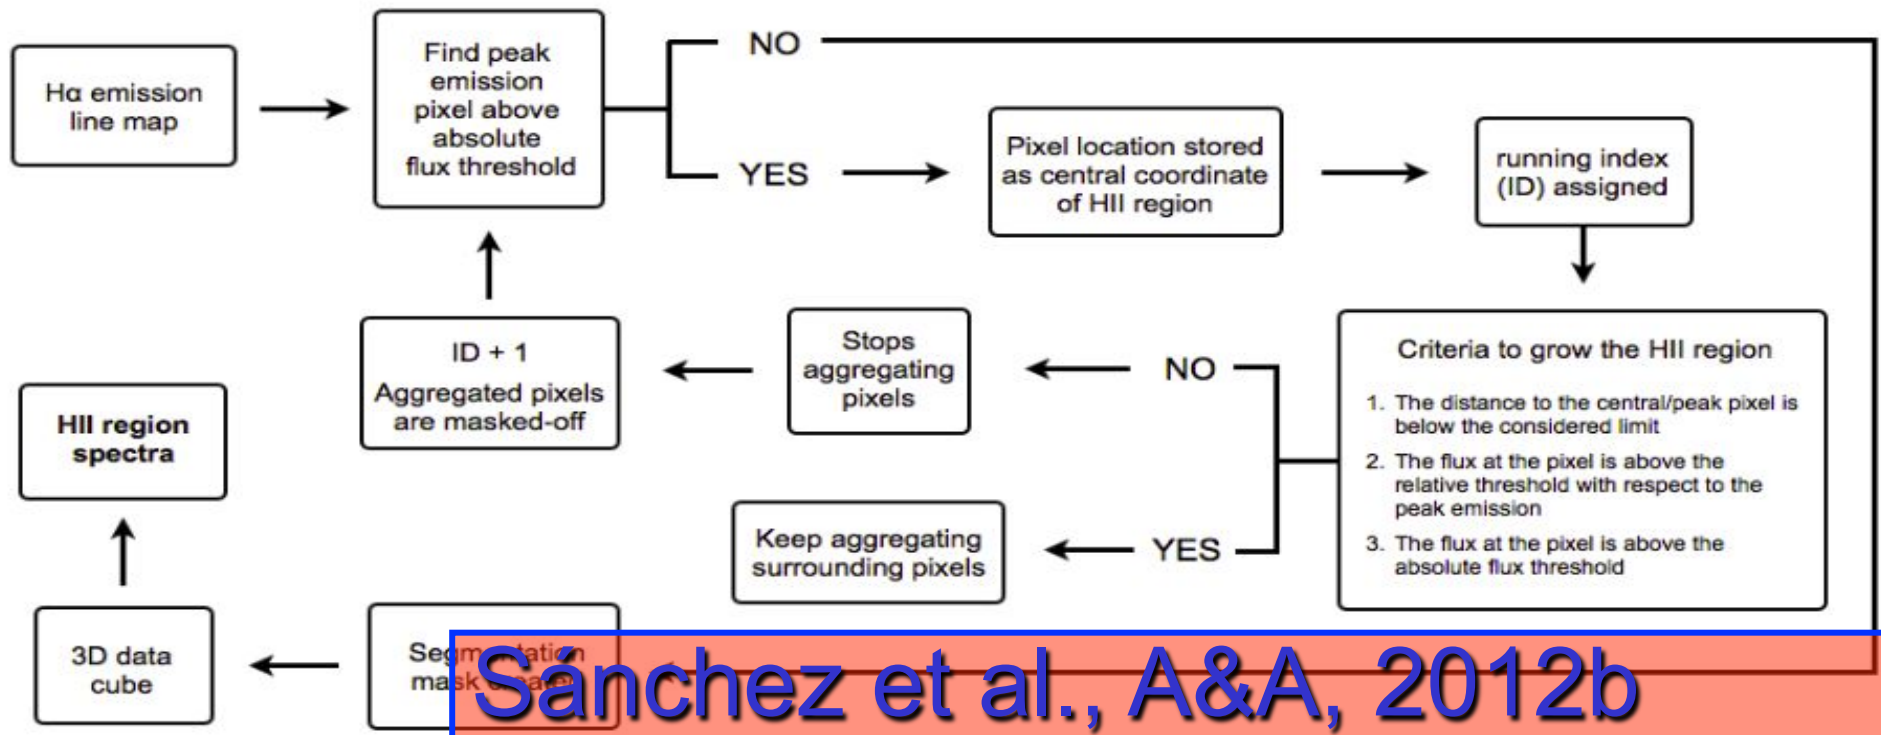 Hα emission
line map
Find peak
emission
pixel above
absolute
flux threshold
NO
YES
Pixel location stored
as central coordinate
of HII region
running index
(ID) assigned
Criteria to grow the HII region
1. The distance to the central/peak pixel is
below the considered limit
2. The flux at the pixel is above the
relative threshold with respect to the
peak emission
3. The flux at the pixel is above the
absolute flux threshold
NO
Stops
aggregating
pixels
ID + 1
Aggregated pixels
are masked-off
YES
Keep aggregating
surrounding pixels
Segmentation
mask created
3D data
cube
HII region
spectra
Sánchez et al., A&A, 2012b